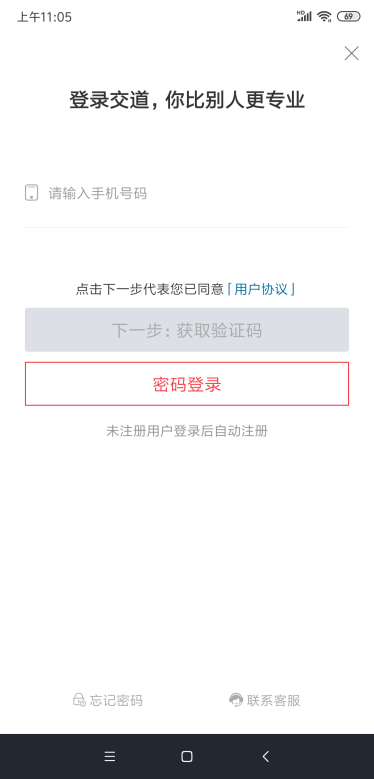 上午11:05
HD
69
登录交道，你比别人更专业
请输入手机号码
点击下一步代表您已同意「用户协议」
下一步：获取验证码
密码登录
未注册用户登录后自动注册
忘记密码
联系客服